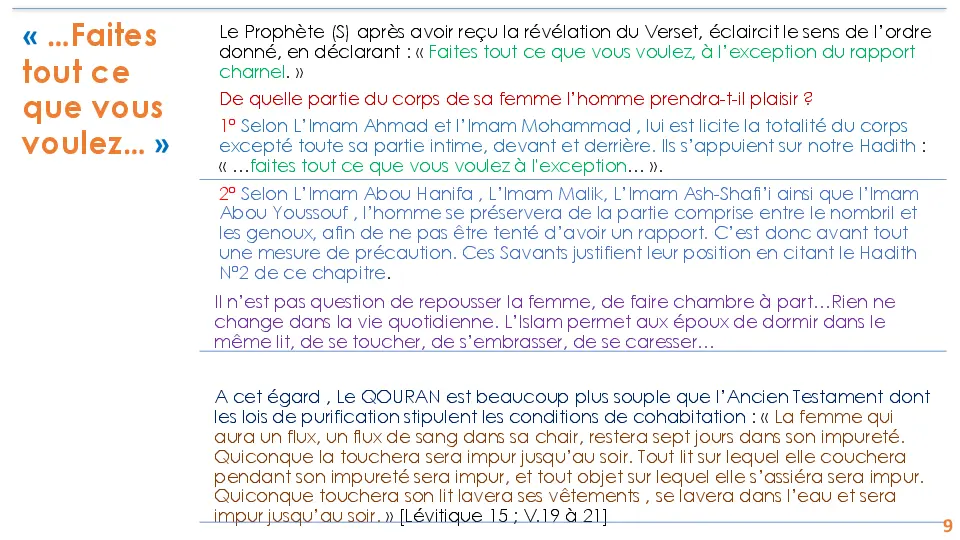 « …Faites
tout ce
que vous
voulez… »
Le Prophète (S) après avoir reçu la révélation du Verset, éclaircit le sens de l’ordre
donné, en déclarant : « Faites tout ce que vous voulez, à l’exception du rapport
charnel. »
De quelle partie du corps de sa femme l’homme prendra-t-il plaisir ?
1° Selon L’Imam Ahmad et l’Imam Mohammad , lui est licite la totalité du corps
excepté toute sa partie intime, devant et derrière. Ils s’appuient sur notre Hadith :
« …faites tout ce que vous voulez à l'exception… ».
2° Selon L’Imam Abou Hanifa , L’Imam Malik, L’Imam Ash-Shafi’i ainsi que l’Imam
Abou Youssouf , l’homme se préservera de la partie comprise entre le nombril et
les genoux, afin de ne pas être tenté d’avoir un rapport. C’est donc avant tout
une mesure de précaution. Ces Savants justifient leur position en citant le Hadith
N°2 de ce chapitre.
Il n’est pas question de repousser la femme, de faire chambre à part…Rien ne
change dans la vie quotidienne. L’Islam permet aux époux de dormir dans le
même lit, de se toucher, de s’embrasser, de se caresser…
A cet égard , Le QOURAN est beaucoup plus souple que l’Ancien Testament dont
les lois de purification stipulent les conditions de cohabitation : « La femme qui
aura un flux, un flux de sang dans sa chair, restera sept jours dans son impureté.
Quiconque la touchera sera impur jusqu’au soir. Tout lit sur lequel elle couchera
pendant son impureté sera impur, et tout objet sur lequel elle s’assiéra sera impur.
Quiconque touchera son lit lavera ses vêtements , se lavera dans l’eau et sera
impur jusqu’au soir. » [Lévitique 15 ; V.19 à 21]
9